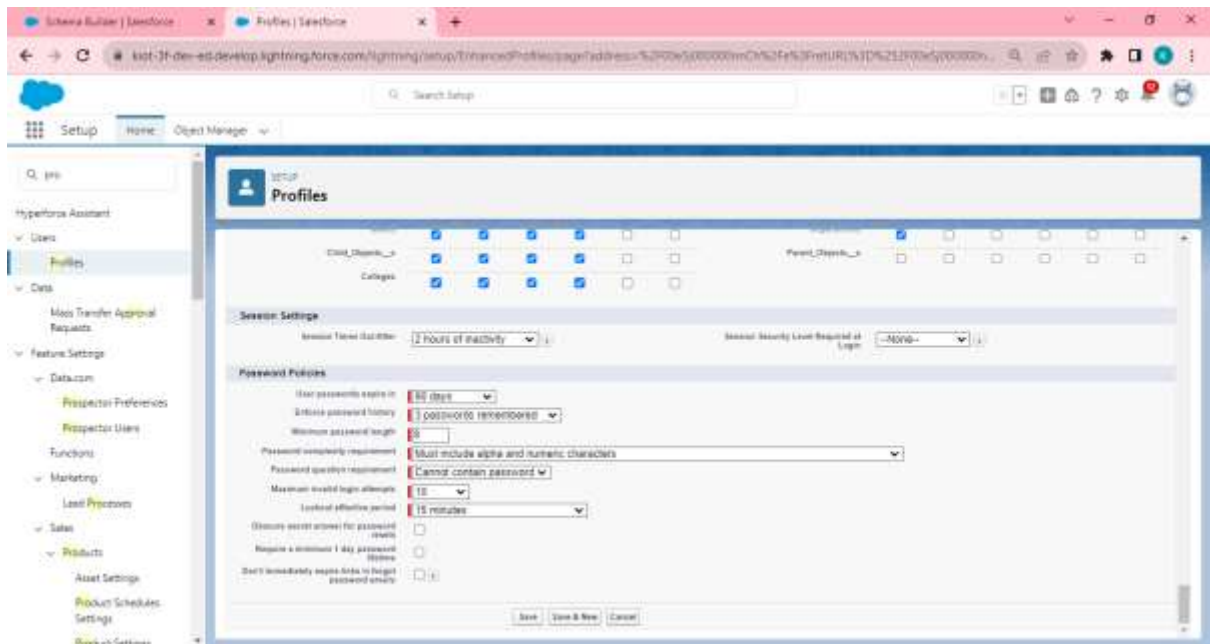 Schema Builder | Salesforce
Profiles | Salesforce
Search Setup
Setup
Home
Object Manager
pro
Hyperforce Assistant
Users
Profiles
Data
Mass Transfer Approval
Requests
Feature Settings
Data.com
Prospector Preferences
Prospector Users
Functions
Marketing
Lead Processes
Sales
Products
Asset Settings
Product Schedules
Settings
Product Settings
SETUP
Profiles
Child_Objects__s
Parent_Objects__s
Colleges
Session Settings
Session Times Out After
2 hours of inactivity
Session Security Level Required at
Login
--None--
Password Policies
User passwords expire in
90 days
Enforce password history
3 passwords remembered
Minimum password length
8
Password complexity requirement
Must include alpha and numeric characters
Password question requirement
Cannot contain password
Maximum invalid login attempts
10
Lockout effective period
15 minutes
Obscure secret answer for password
resets
Require a minimum 1 day password
lifetime
Don't immediately expire links in forgot
password emails
Save
Save & New
Cancel